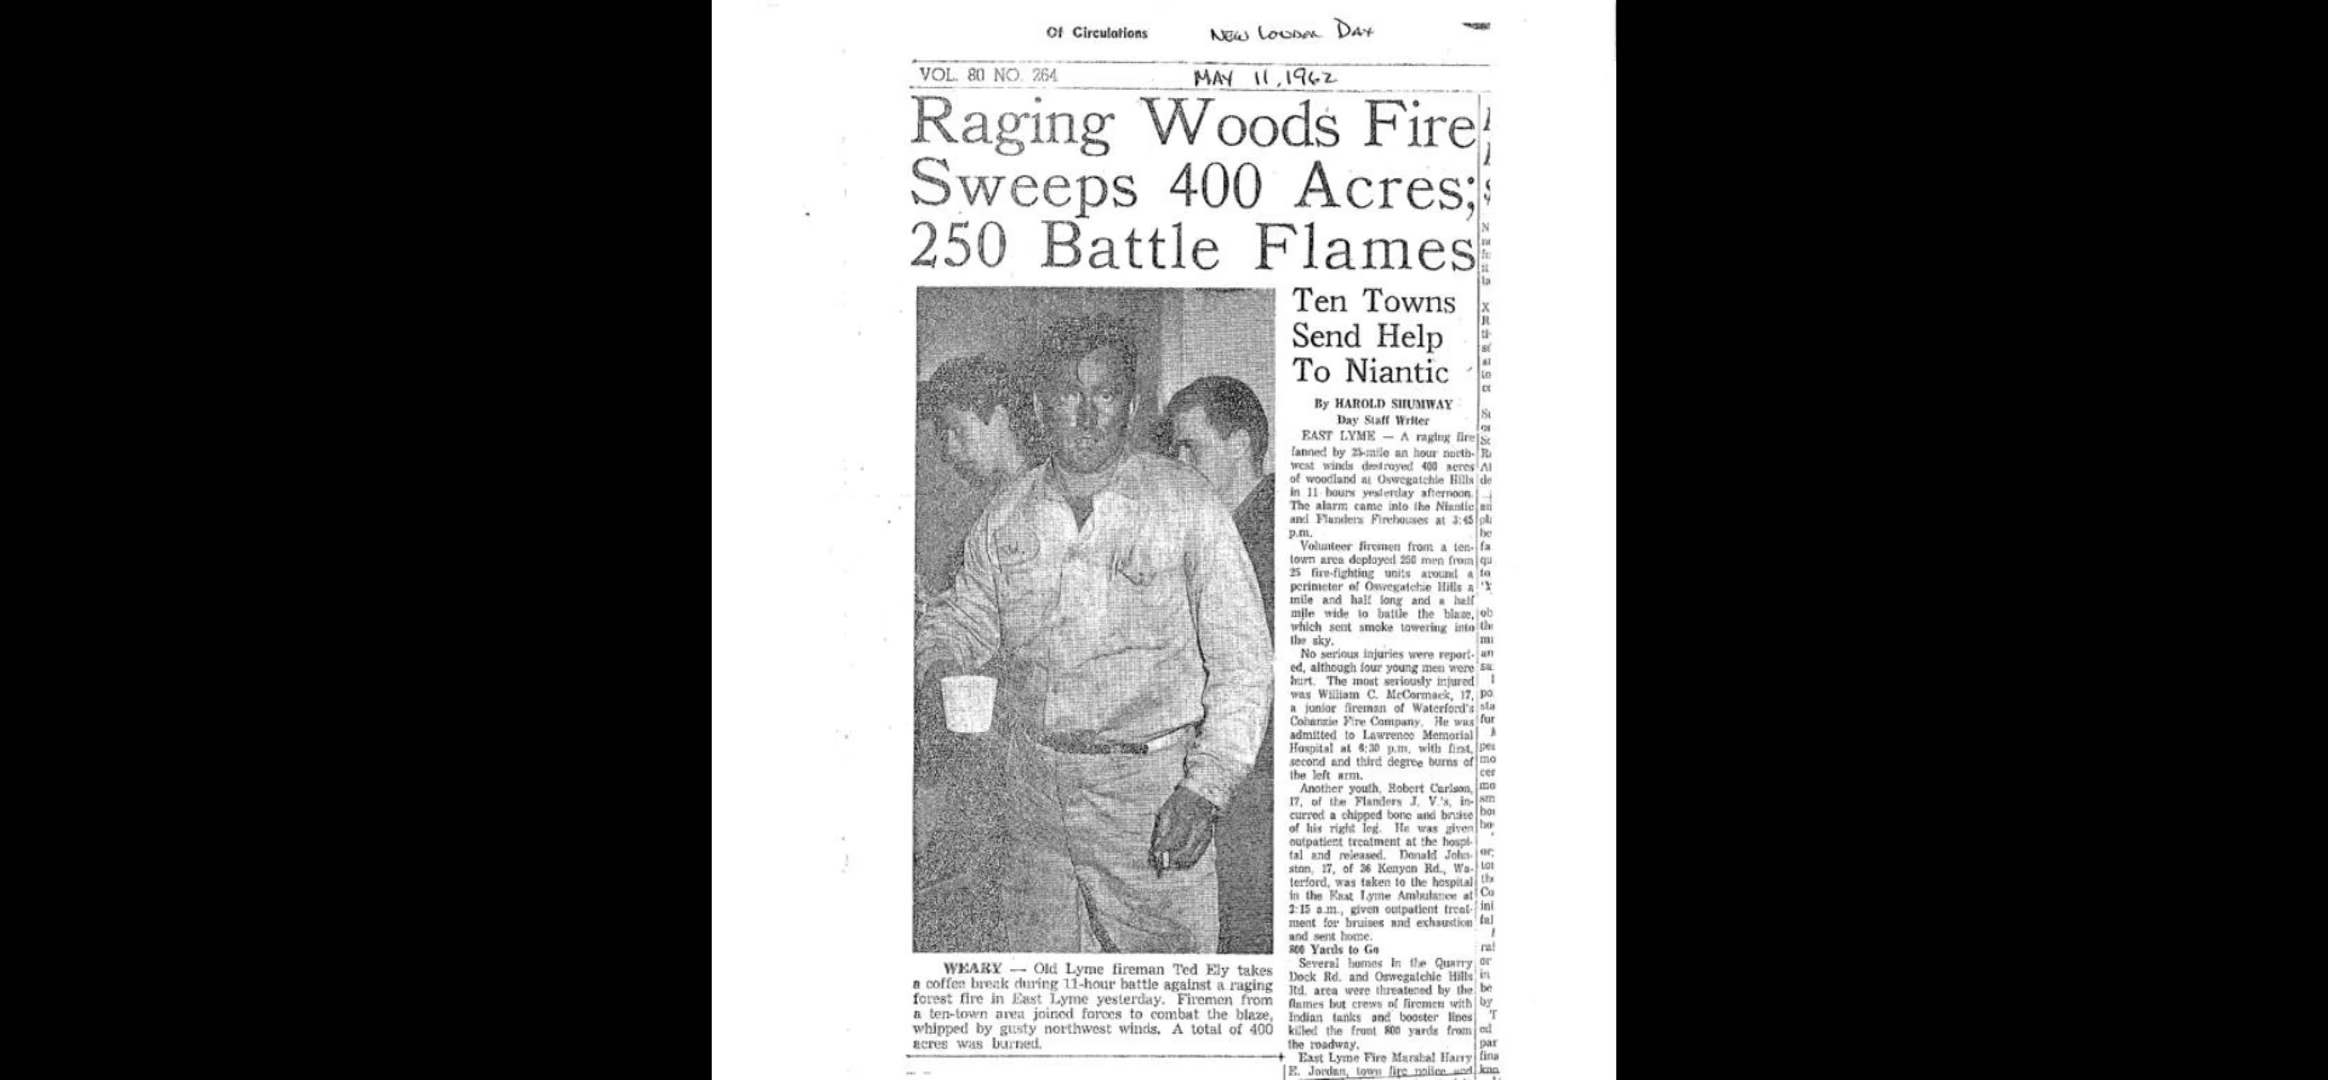 Of Circulations
NEW LONDON DAY
VOL. 80 NO. 264
MAY 11, 1962
Raging Woods Fire
Sweeps 400 Acres;
250 Battle Flames
Ten Towns
Send Help
To Niantic
By HAROLD SHUMWAY
Day Staff Writer
EAST LYME — A raging fire
fanned by 25-mile an hour north-
west winds destroyed 400 acres
of woodland at Oswegatchie Hills
in 11 hours yesterday afternoon.
The alarm came into the Niantic
and Flanders Firehouses at 3:45
p.m.
Volunteer firemen from a ten-
town area deployed 250 men from
25 fire-fighting units around a
perimeter of Oswegatchie Hills a
mile and half long and a half
mile wide to battle the blaze,
which sent smoke towering into
the sky.
No serious injuries were report-
ed, although four young men were
hurt. The most seriously injured
was William C. McCormack, 17,
a junior fireman of Waterford's
Cohanzie Fire Company. He was
admitted to Lawrence Memorial
Hospital at 6:30 p.m. with first,
second and third degree burns of
the left arm.
Another youth, Robert Carlson,
17, of the Flanders J. V.'s, in-
curred a chipped bone and bruise
of his right leg. He was given
outpatient treatment at the hospi-
tal and released. Donald John-
ston, 17, of 26 Kenyon Rd., Wa-
terford, was taken to the hospital
in the East Lyme Ambulance at
2:15 a.m., given outpatient treat-
ment for bruises and exhaustion
and sent home.
800 Yards to Go
Several homes in the Quarry
Dock Rd. and Oswegatchie Hills
Rd. area were threatened by the
flames but crews of firemen with
Indian tanks and booster lines
killed the front 800 yards from
the roadway.
East Lyme Fire Marshal Harry
E. Jordan, town fire police and
WEARY — Old Lyme fireman Ted Ely takes
a coffee break during 11-hour battle against a raging
forest fire in East Lyme yesterday. Firemen from
a ten-town area joined forces to combat the blaze,
whipped by gusty northwest winds. A total of 400
acres was burned.